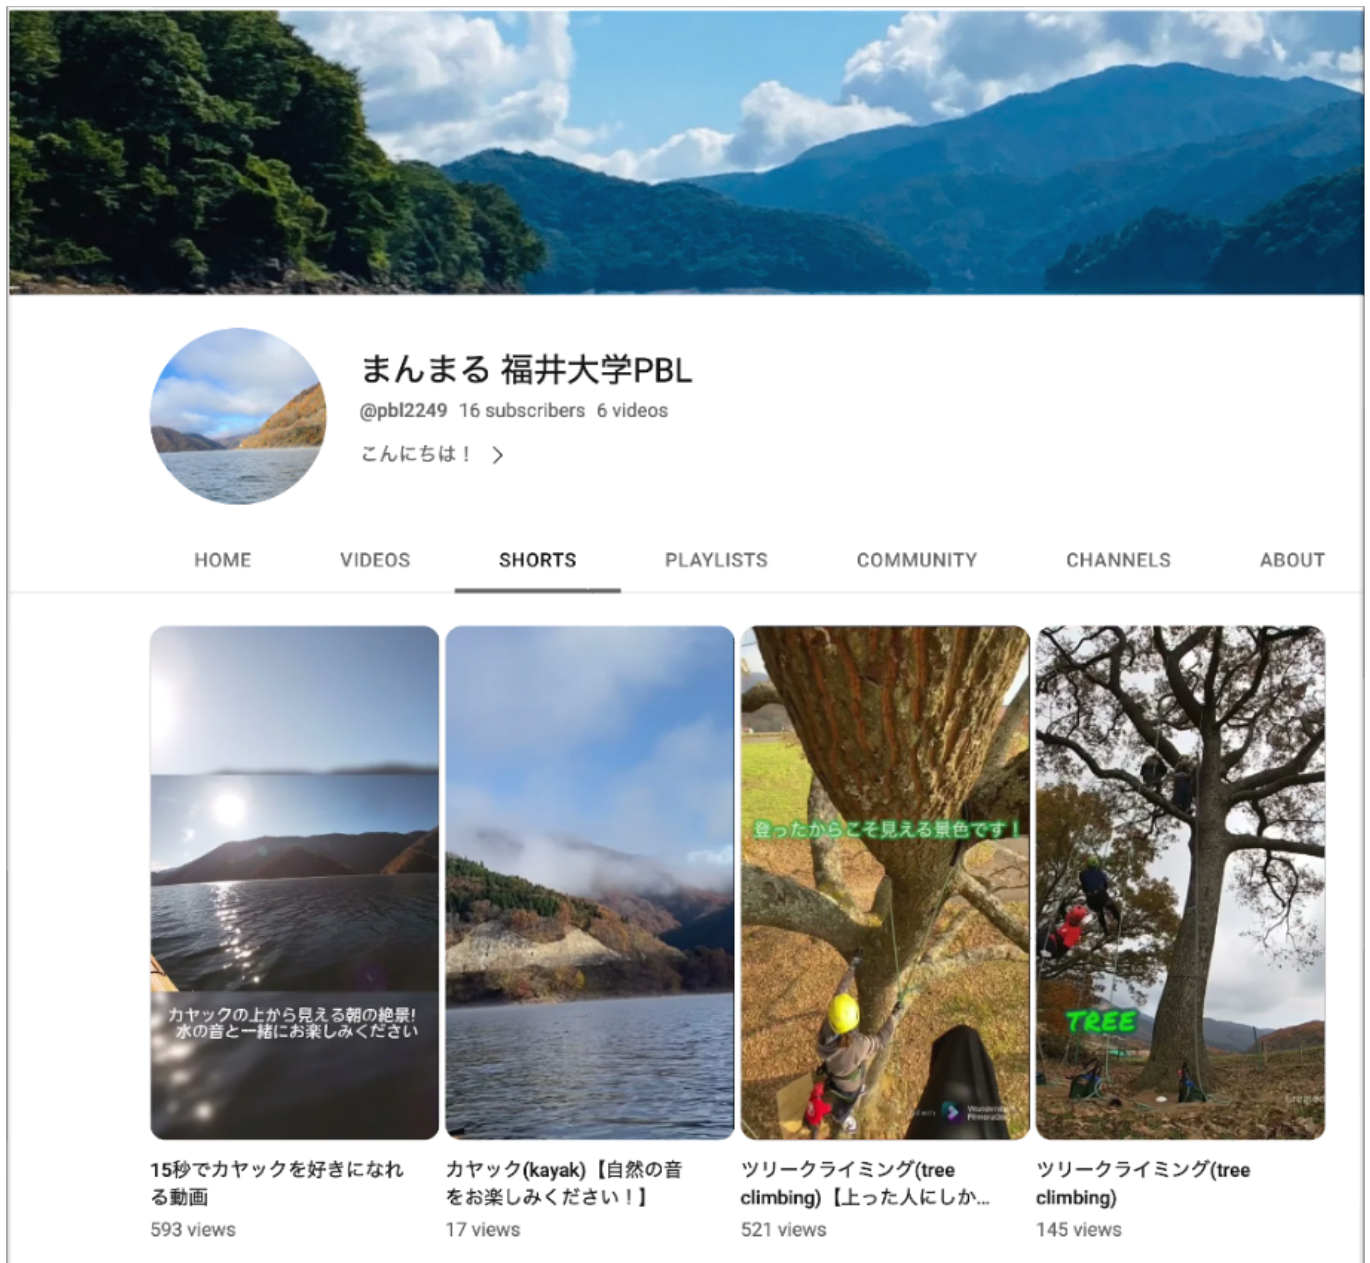 まんまる 福井大学PBL
@pbl2249 16 subscribers 6 videos
こんにちは！ >
HOME VIDEOS SHORTS PLAYLISTS COMMUNITY CHANNELS ABOUT
登ったからこそ見える景色です！
TREE
カヤックの上から見える朝の絶景!
水の音と一緒にお楽しみください
Wondershare
Filmora
Created
15秒でカヤックを好きになれ
る動画
593 views
カヤック(kayak)【自然の音
をお楽しみください！】
17 views
ツリークライミング(tree
climbing)【上った人にしか...
521 views
ツリークライミング(tree
climbing)
145 views